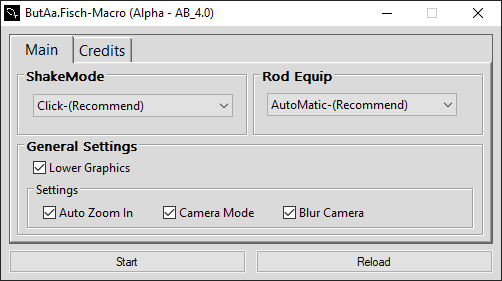 ButAa.Fisch-Macro (Alpha - AB_4.0)
Main Credits
ShakeMode Rod Equip
Click-(Recommend) AutoMatic-(Recommend)
General Settings
Lower Graphics
Settings
Auto Zoom In Camera Mode Blur Camera
Start Reload